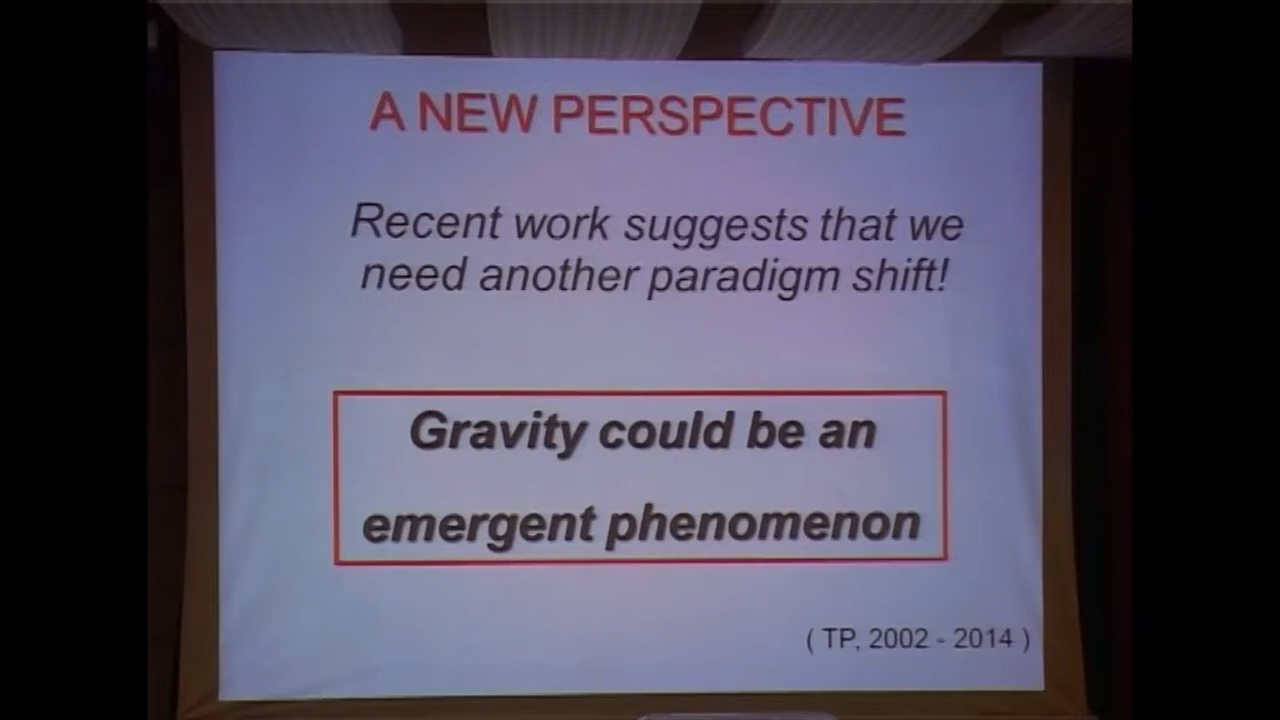 A NEW PERSPECTIVE
Recent work suggests that we
need another paradigm shift!
Gravity could be an
emergent phenomenon
( TP, 2002 - 2014 )